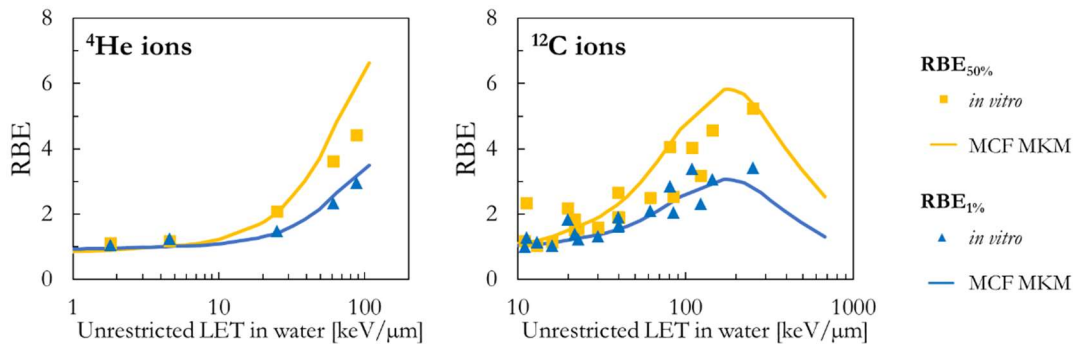 ⁴He ions
RBE
8
6
4
2
0
1
10
100
Unrestricted LET in water [keV/μm]
¹²C ions
RBE
8
6
4
2
0
10
100
1000
Unrestricted LET in water [keV/μm]
RBE₅₀%
in vitro
MCF MKM
RBE₁%
in vitro
MCF MKM